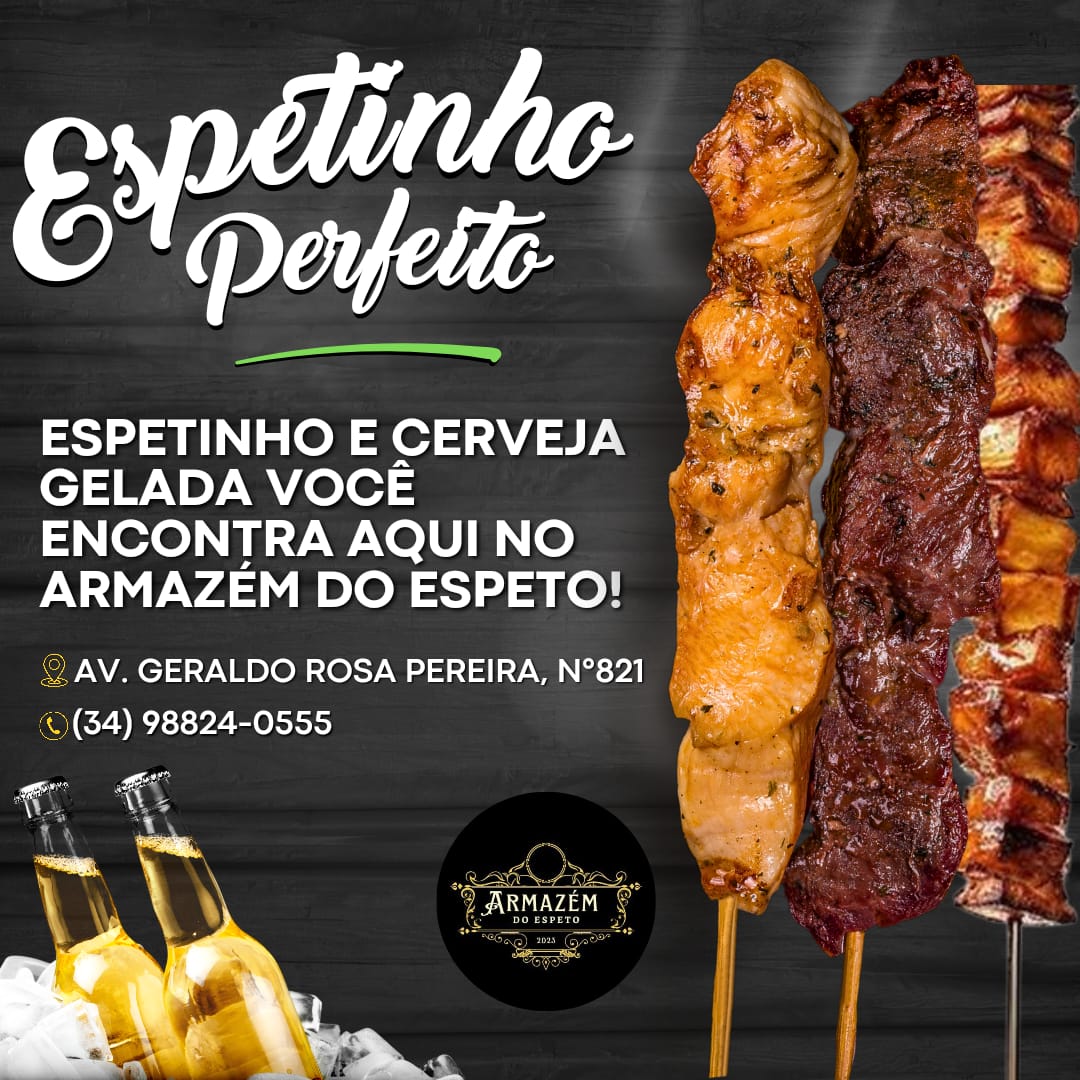 Espetinho
Perfeito
ESPETINHO E CERVEJA
GELADA VOCÊ
ENCONTRA AQUI NO
ARMAZÉM DO ESPETO!
AV. GERALDO ROSA PEREIRA, N°821
(34) 98824-0555
ARMAZÉM
DO ESPETO
2023